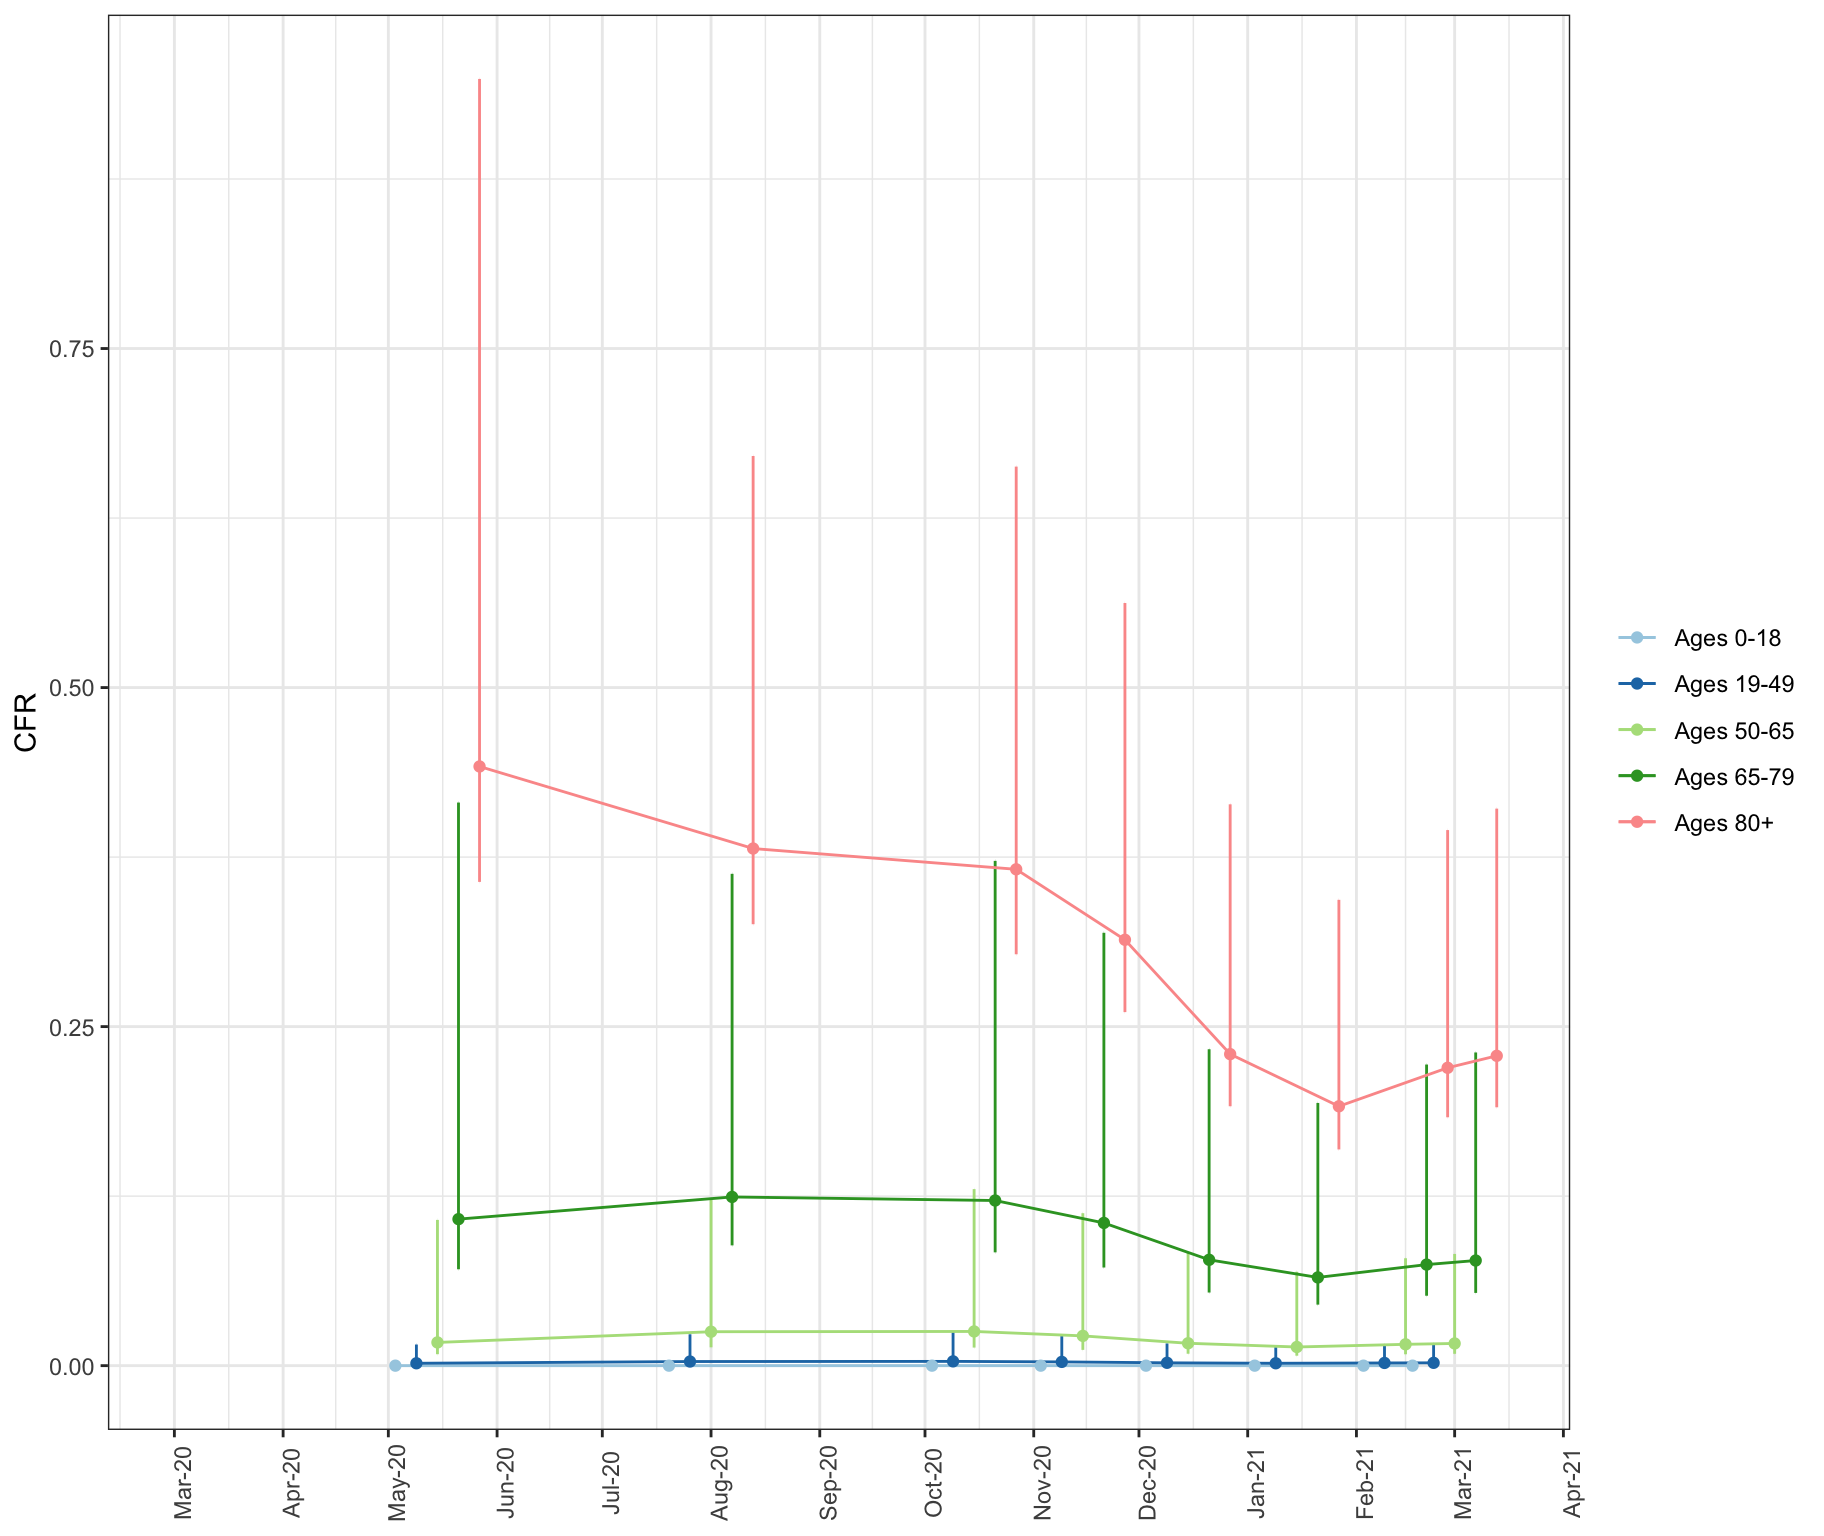 CFR
0.75
0.50
0.25
0.00
Mar-20
Apr-20
May-20
Jun-20
Jul-20
Aug-20
Sep-20
Oct-20
Nov-20
Dec-20
Jan-21
Feb-21
Mar-21
Apr-21
Ages 0-18
Ages 19-49
Ages 50-65
Ages 65-79
Ages 80+